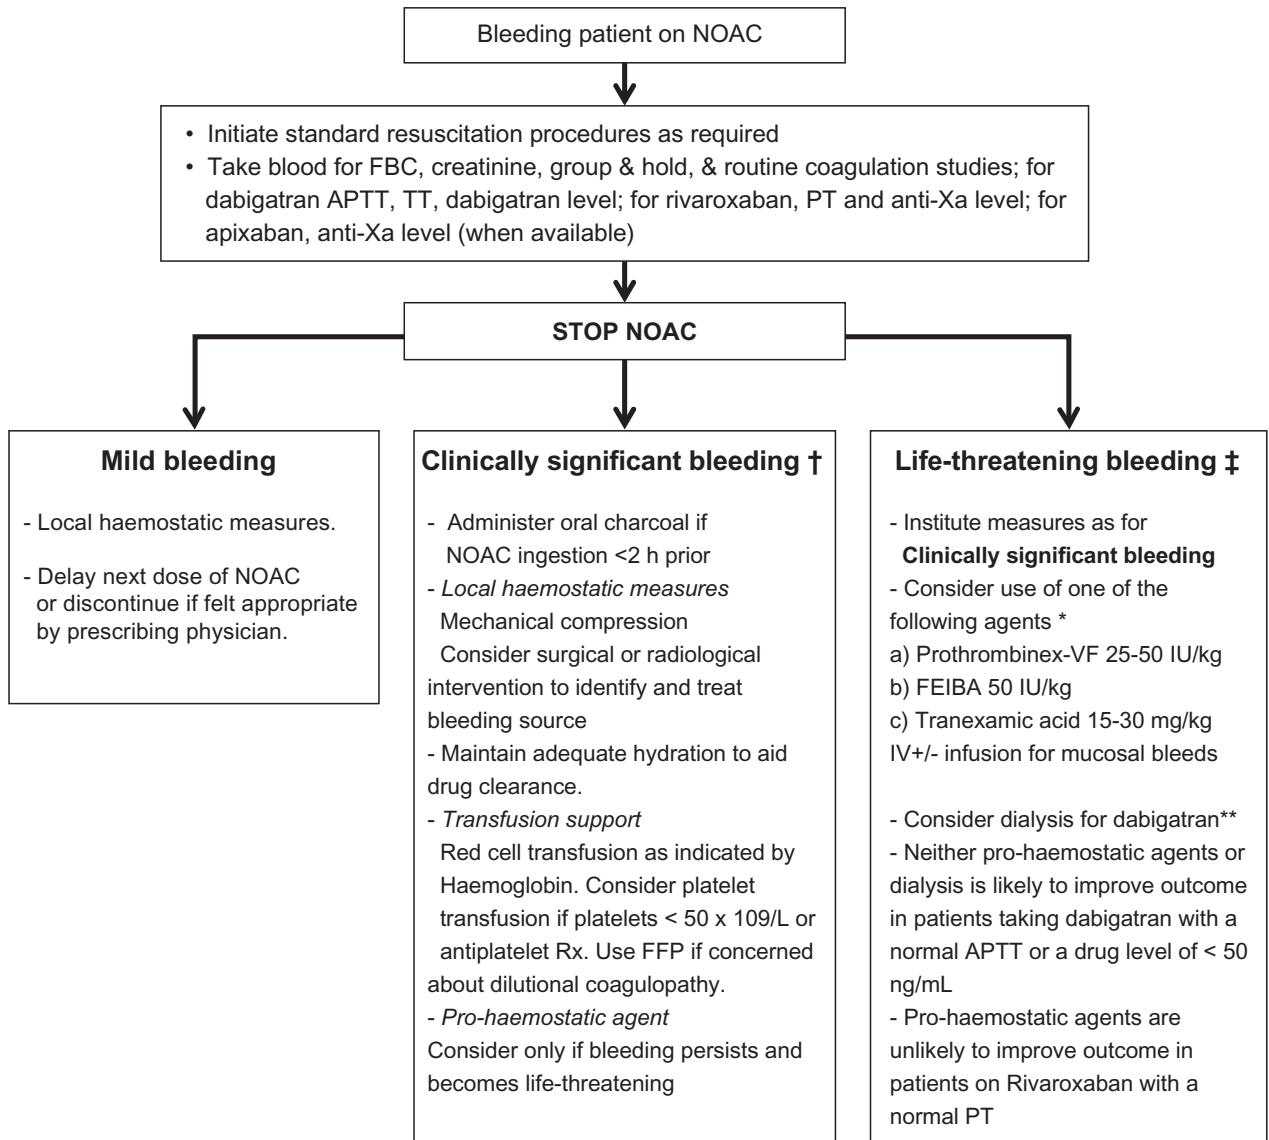 Bleeding patient on NOAC
• Initiate standard resuscitation procedures as required
• Take blood for FBC, creatinine, group & hold, & routine coagulation studies; for
dabigatran APTT, TT, dabigatran level; for rivaroxaban, PT and anti-Xa level; for
apixaban, anti-Xa level (when available)
STOP NOAC
Mild bleeding
- Local haemostatic measures.
- Delay next dose of NOAC
or discontinue if felt appropriate
by prescribing physician.
Clinically significant bleeding †
- Administer oral charcoal if
NOAC ingestion <2 h prior
- Local haemostatic measures
Mechanical compression
Consider surgical or radiological
intervention to identify and treat
bleeding source
- Maintain adequate hydration to aid
drug clearance.
- Transfusion support
Red cell transfusion as indicated by
Haemoglobin. Consider platelet
transfusion if platelets < 50 x 109/L or
antiplatelet Rx. Use FFP if concerned
about dilutional coagulopathy.
- Pro-haemostatic agent
Consider only if bleeding persists and
becomes life-threatening
Life-threatening bleeding ‡
- Institute measures as for
Clinically significant bleeding
- Consider use of one of the
following agents *
a) Prothrombinex-VF 25-50 IU/kg
b) FEIBA 50 IU/kg
c) Tranexamic acid 15-30 mg/kg
IV+/- infusion for mucosal bleeds
- Consider dialysis for dabigatran**
- Neither pro-haemostatic agents or
dialysis is likely to improve outcome
in patients taking dabigatran with a
normal APTT or a drug level of < 50
ng/mL
- Pro-haemostatic agents are
unlikely to improve outcome in
patients on Rivaroxaban with a
normal PT